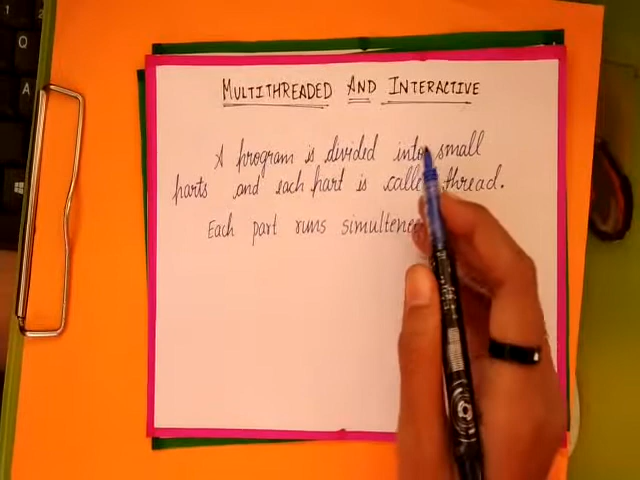 MULTITHREADED AND INTERACTIVE
A program is divided into small
parts and each part is called thread.
Each part runs